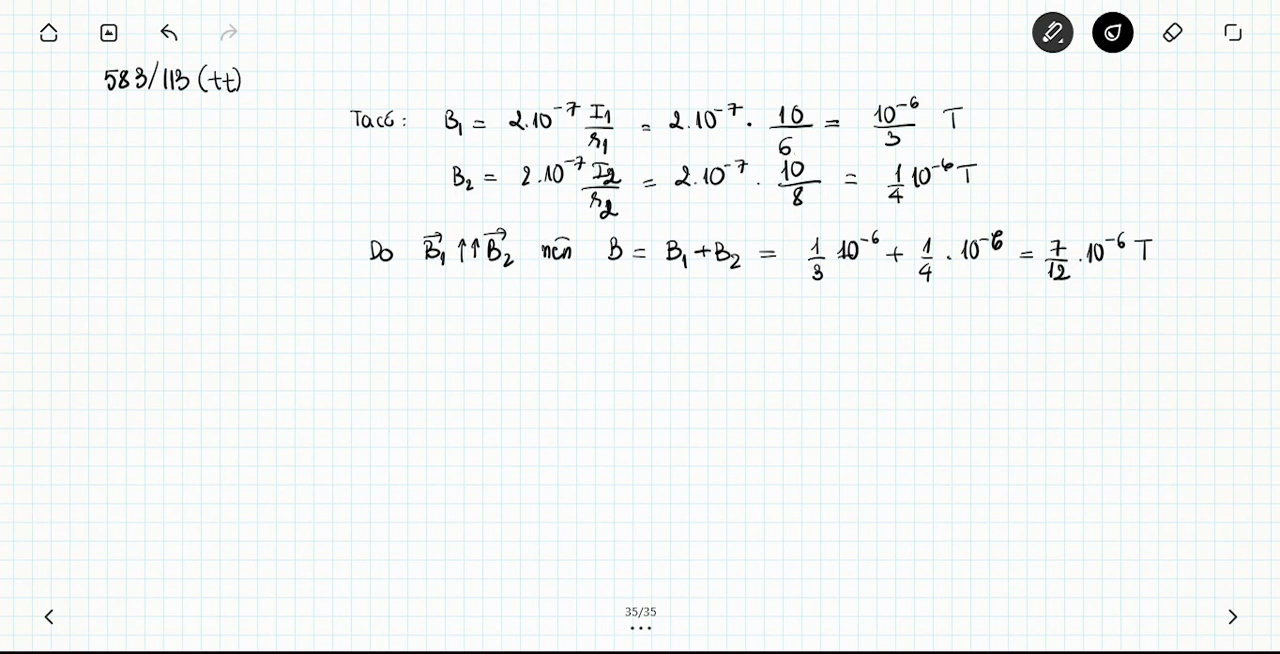 583/113 (tt)
Ta có: B₁ = 2.10⁻⁷ I₁/r₁ = 2.10⁻⁷ . 10/6 = 10⁻⁶/3 T
B₂ = 2.10⁻⁷ I₂/r₂ = 2.10⁻⁷ . 10/8 = 1/4 10⁻⁶ T
Do B₁⃗ ↑↑ B₂⃗ nên B = B₁ + B₂ = 1/3 10⁻⁶ + 1/4 . 10⁻⁶ = 7/12 . 10⁻⁶ T
35/35